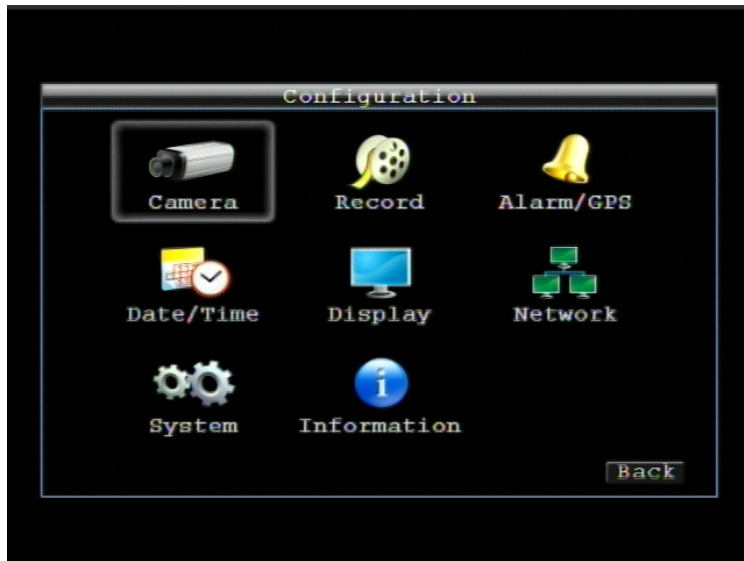 Configuration
Camera
Record
Alarm/GPS
Date/Time
Display
Network
System
Information
Back